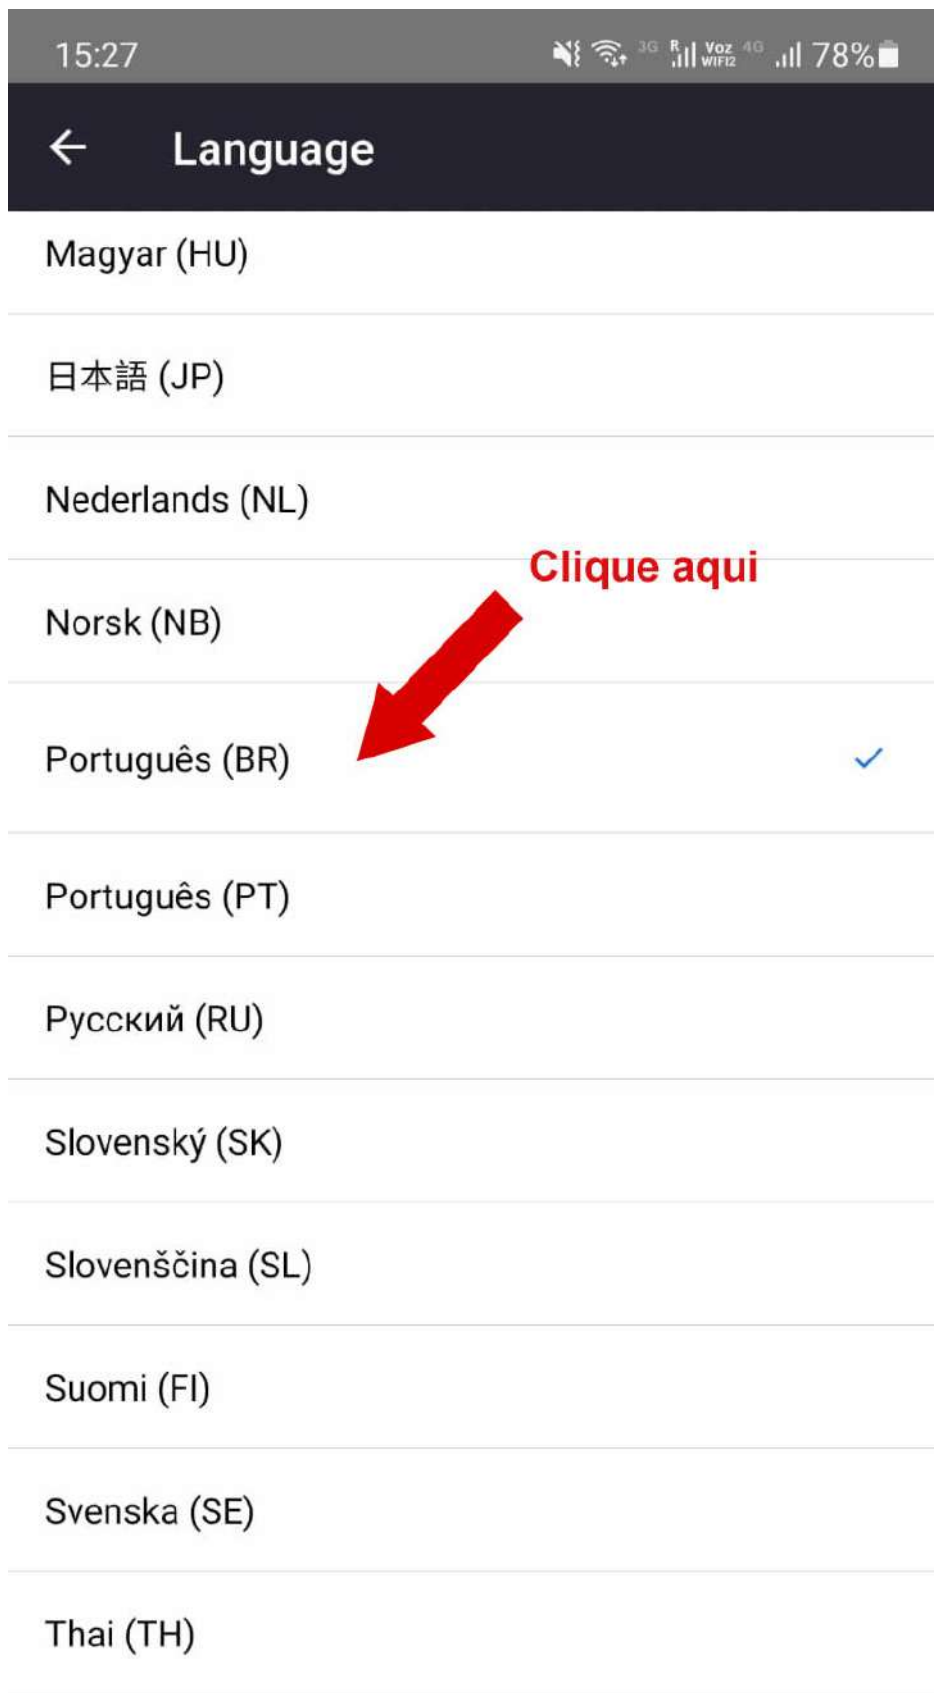 15:27 3G R Voz WIFI2 4G 78%
Language
Magyar (HU)
日本語 (JP)
Nederlands (NL)
Clique aqui
Norsk (NB)
Português (BR)
Português (PT)
Русский (RU)
Slovenský (SK)
Slovenščina (SL)
Suomi (FI)
Svenska (SE)
Thai (TH)